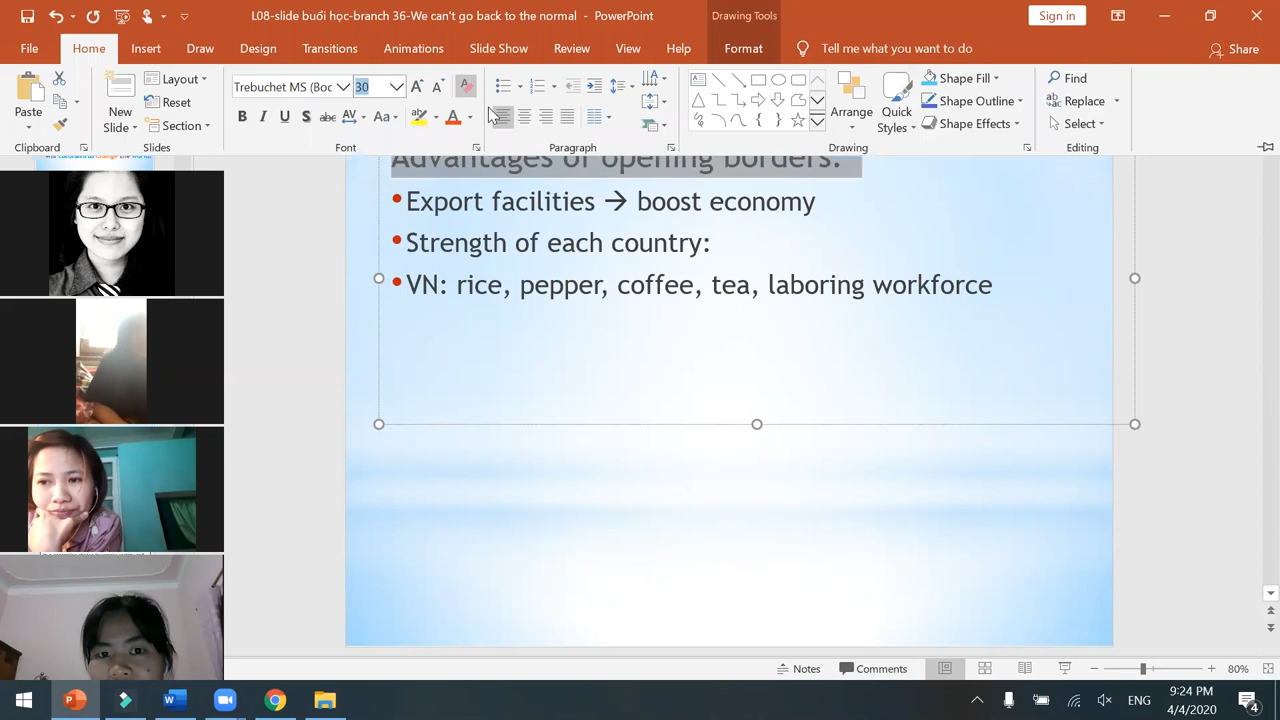 L08-slide buổi học-branch 36-We can't go back to the normal - PowerPoint
Drawing Tools
Sign in
File Home Insert Draw Design Transitions Animations Slide Show Review View Help Format Tell me what you want to do Share
Paste
New Slide
Layout
Reset
Section
Trebuchet MS (Boc 30
B I U S abc AV Aa A
Arrange
Quick Styles
Shape Fill
Shape Outline
Shape Effects
Find
Replace
Select
Clipboard Slides Font Paragraph Drawing Editing
Advantages of opening borders:
Export facilities → boost economy
Strength of each country:
VN: rice, pepper, coffee, tea, laboring workforce
Notes Comments 80%
ENG
9:24 PM
4/4/2020
4